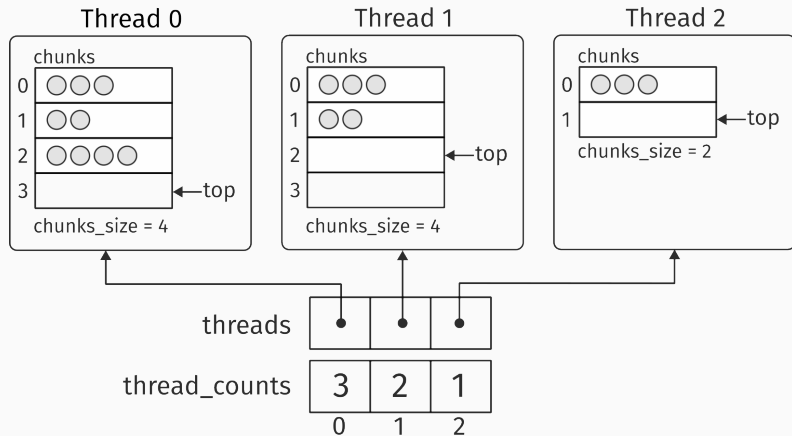 Thread 0
chunks
0
1
2
3
top
chunks_size = 4
Thread 1
chunks
0
1
2
3
top
chunks_size = 4
Thread 2
chunks
0
1
top
chunks_size = 2
threads
thread_counts
3 2 1
0 1 2